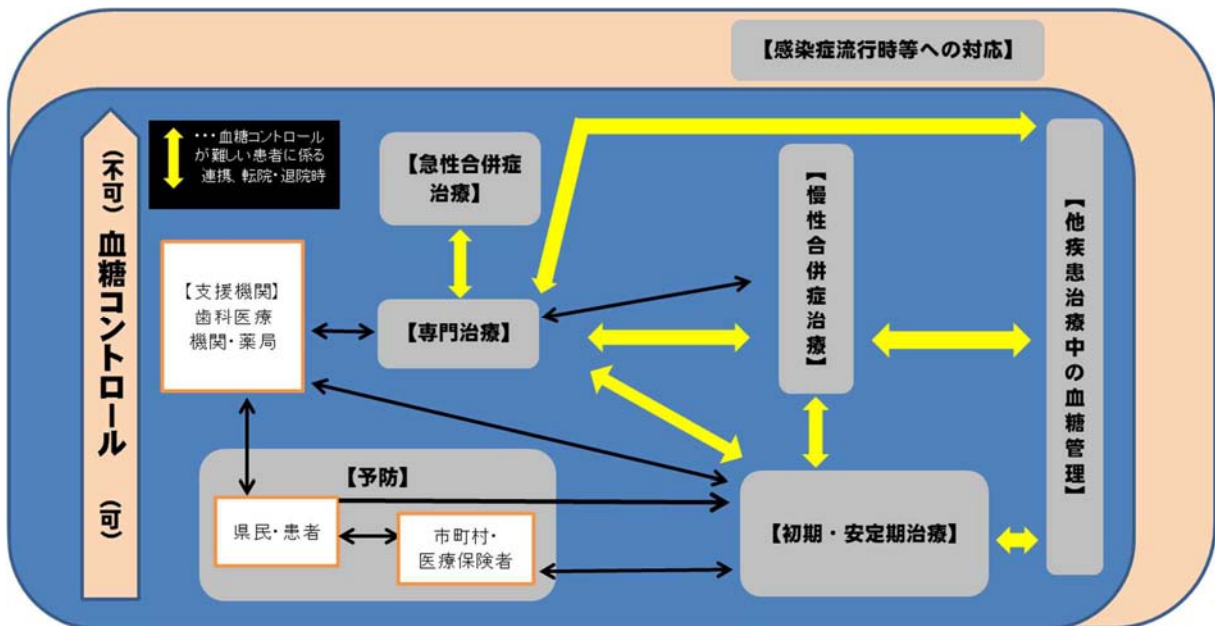 【感染症流行時等への対応】
(不可) 血糖コントロール (可)
・・・血糖コントロール
が難しい患者に係る
連携、転院・退院時
【急性合併症
治療】
【慢性合併症治療】
【他疾患治療中の血糖管理】
【支援機関】
歯科医療
機関・薬局
【専門治療】
【予防】
県民・患者
市町村・
医療保険者
【初期・安定期治療】